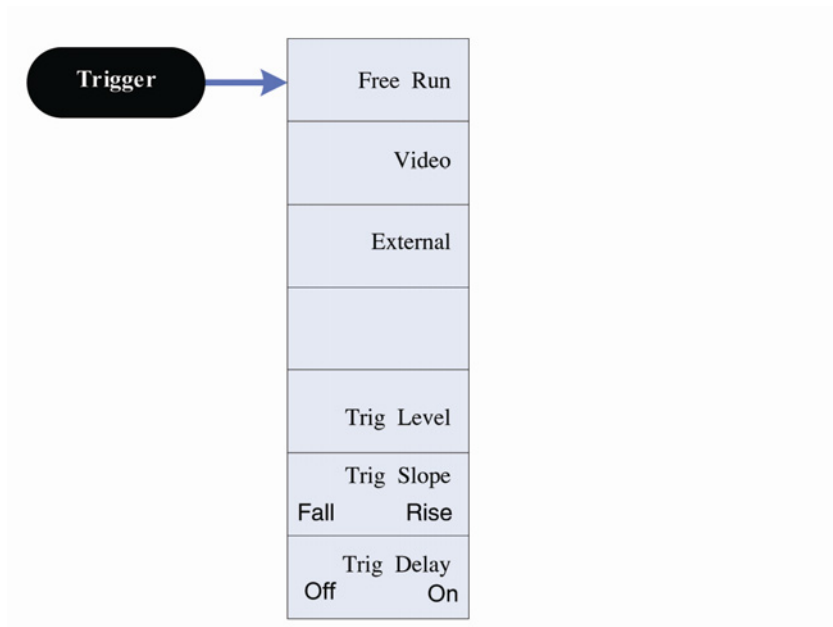 Trigger
Free Run
Video
External
Trig Level
Trig Slope
Fall Rise
Trig Delay
Off On